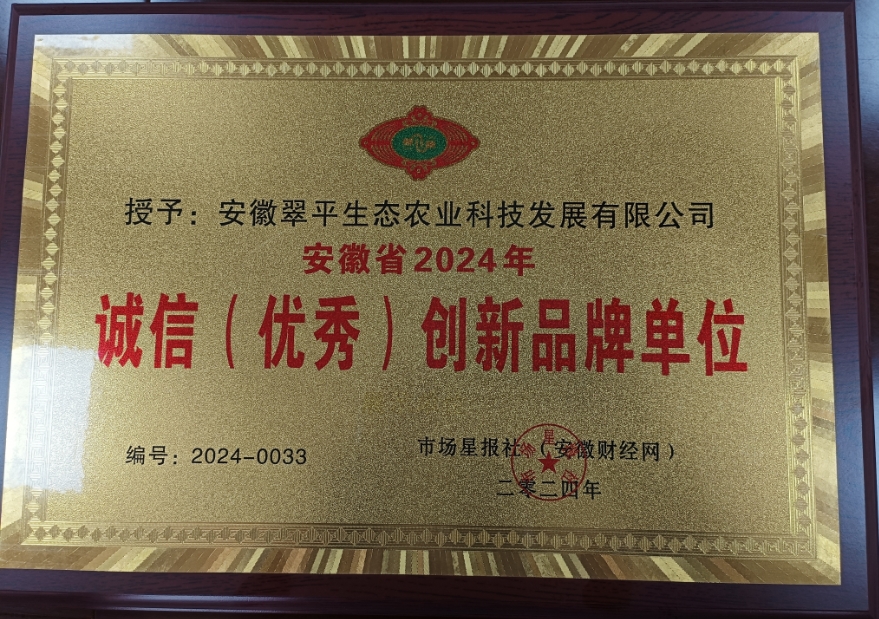 授予：安徽翠平生态农业科技发展有限公司
安徽省2024年
诚信（优秀）创新品牌单位
编号：2024-0033
市场星报社（安徽财经网）
二零二四年